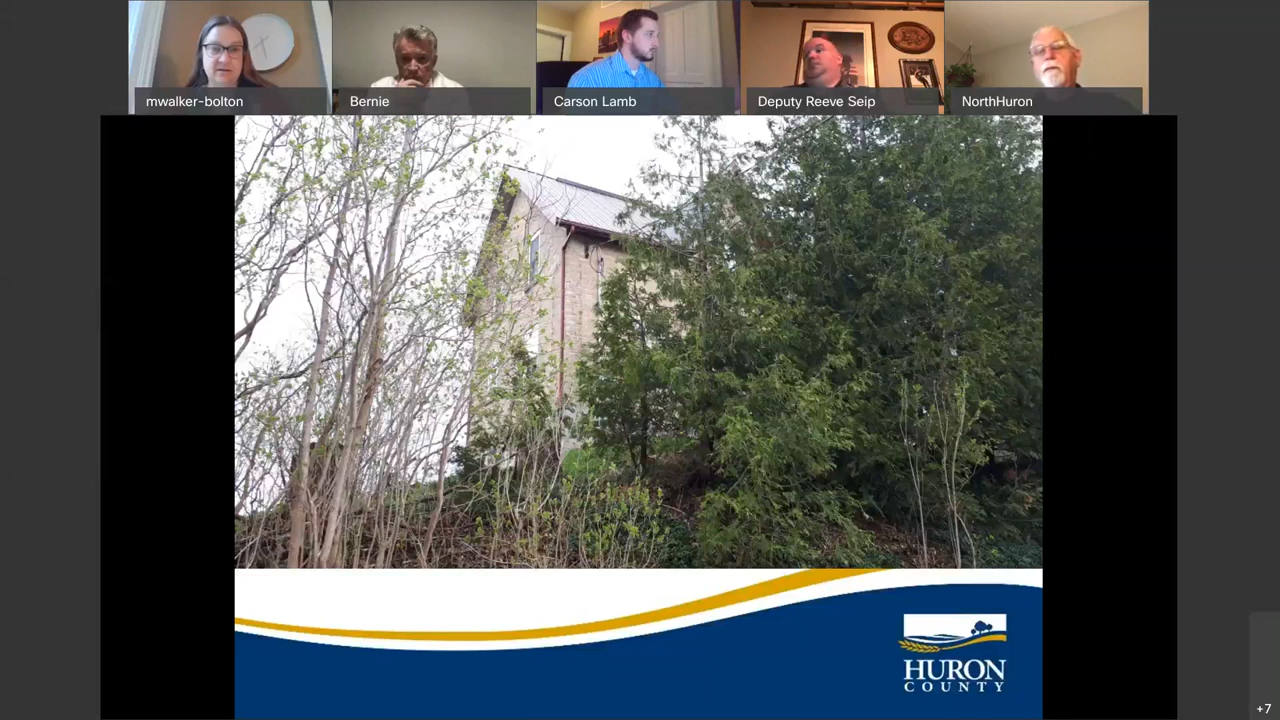 mwalker-bolton
Bernie
Carson Lamb
Deputy Reeve Seip
NorthHuron
HURON
COUNTY
+7